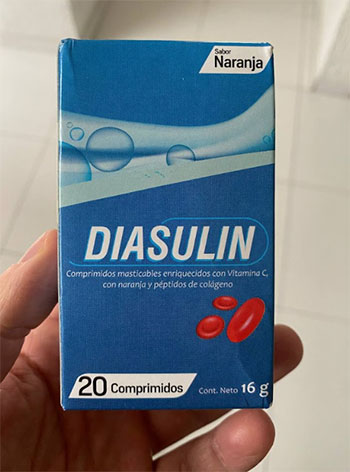 Sabor
Naranja
DIASULIN
Comprimidos masticables enriquecidos con Vitamina C,
con naranja y péptidos de colágeno
20 Comprimidos
Cont. Neto 16 g